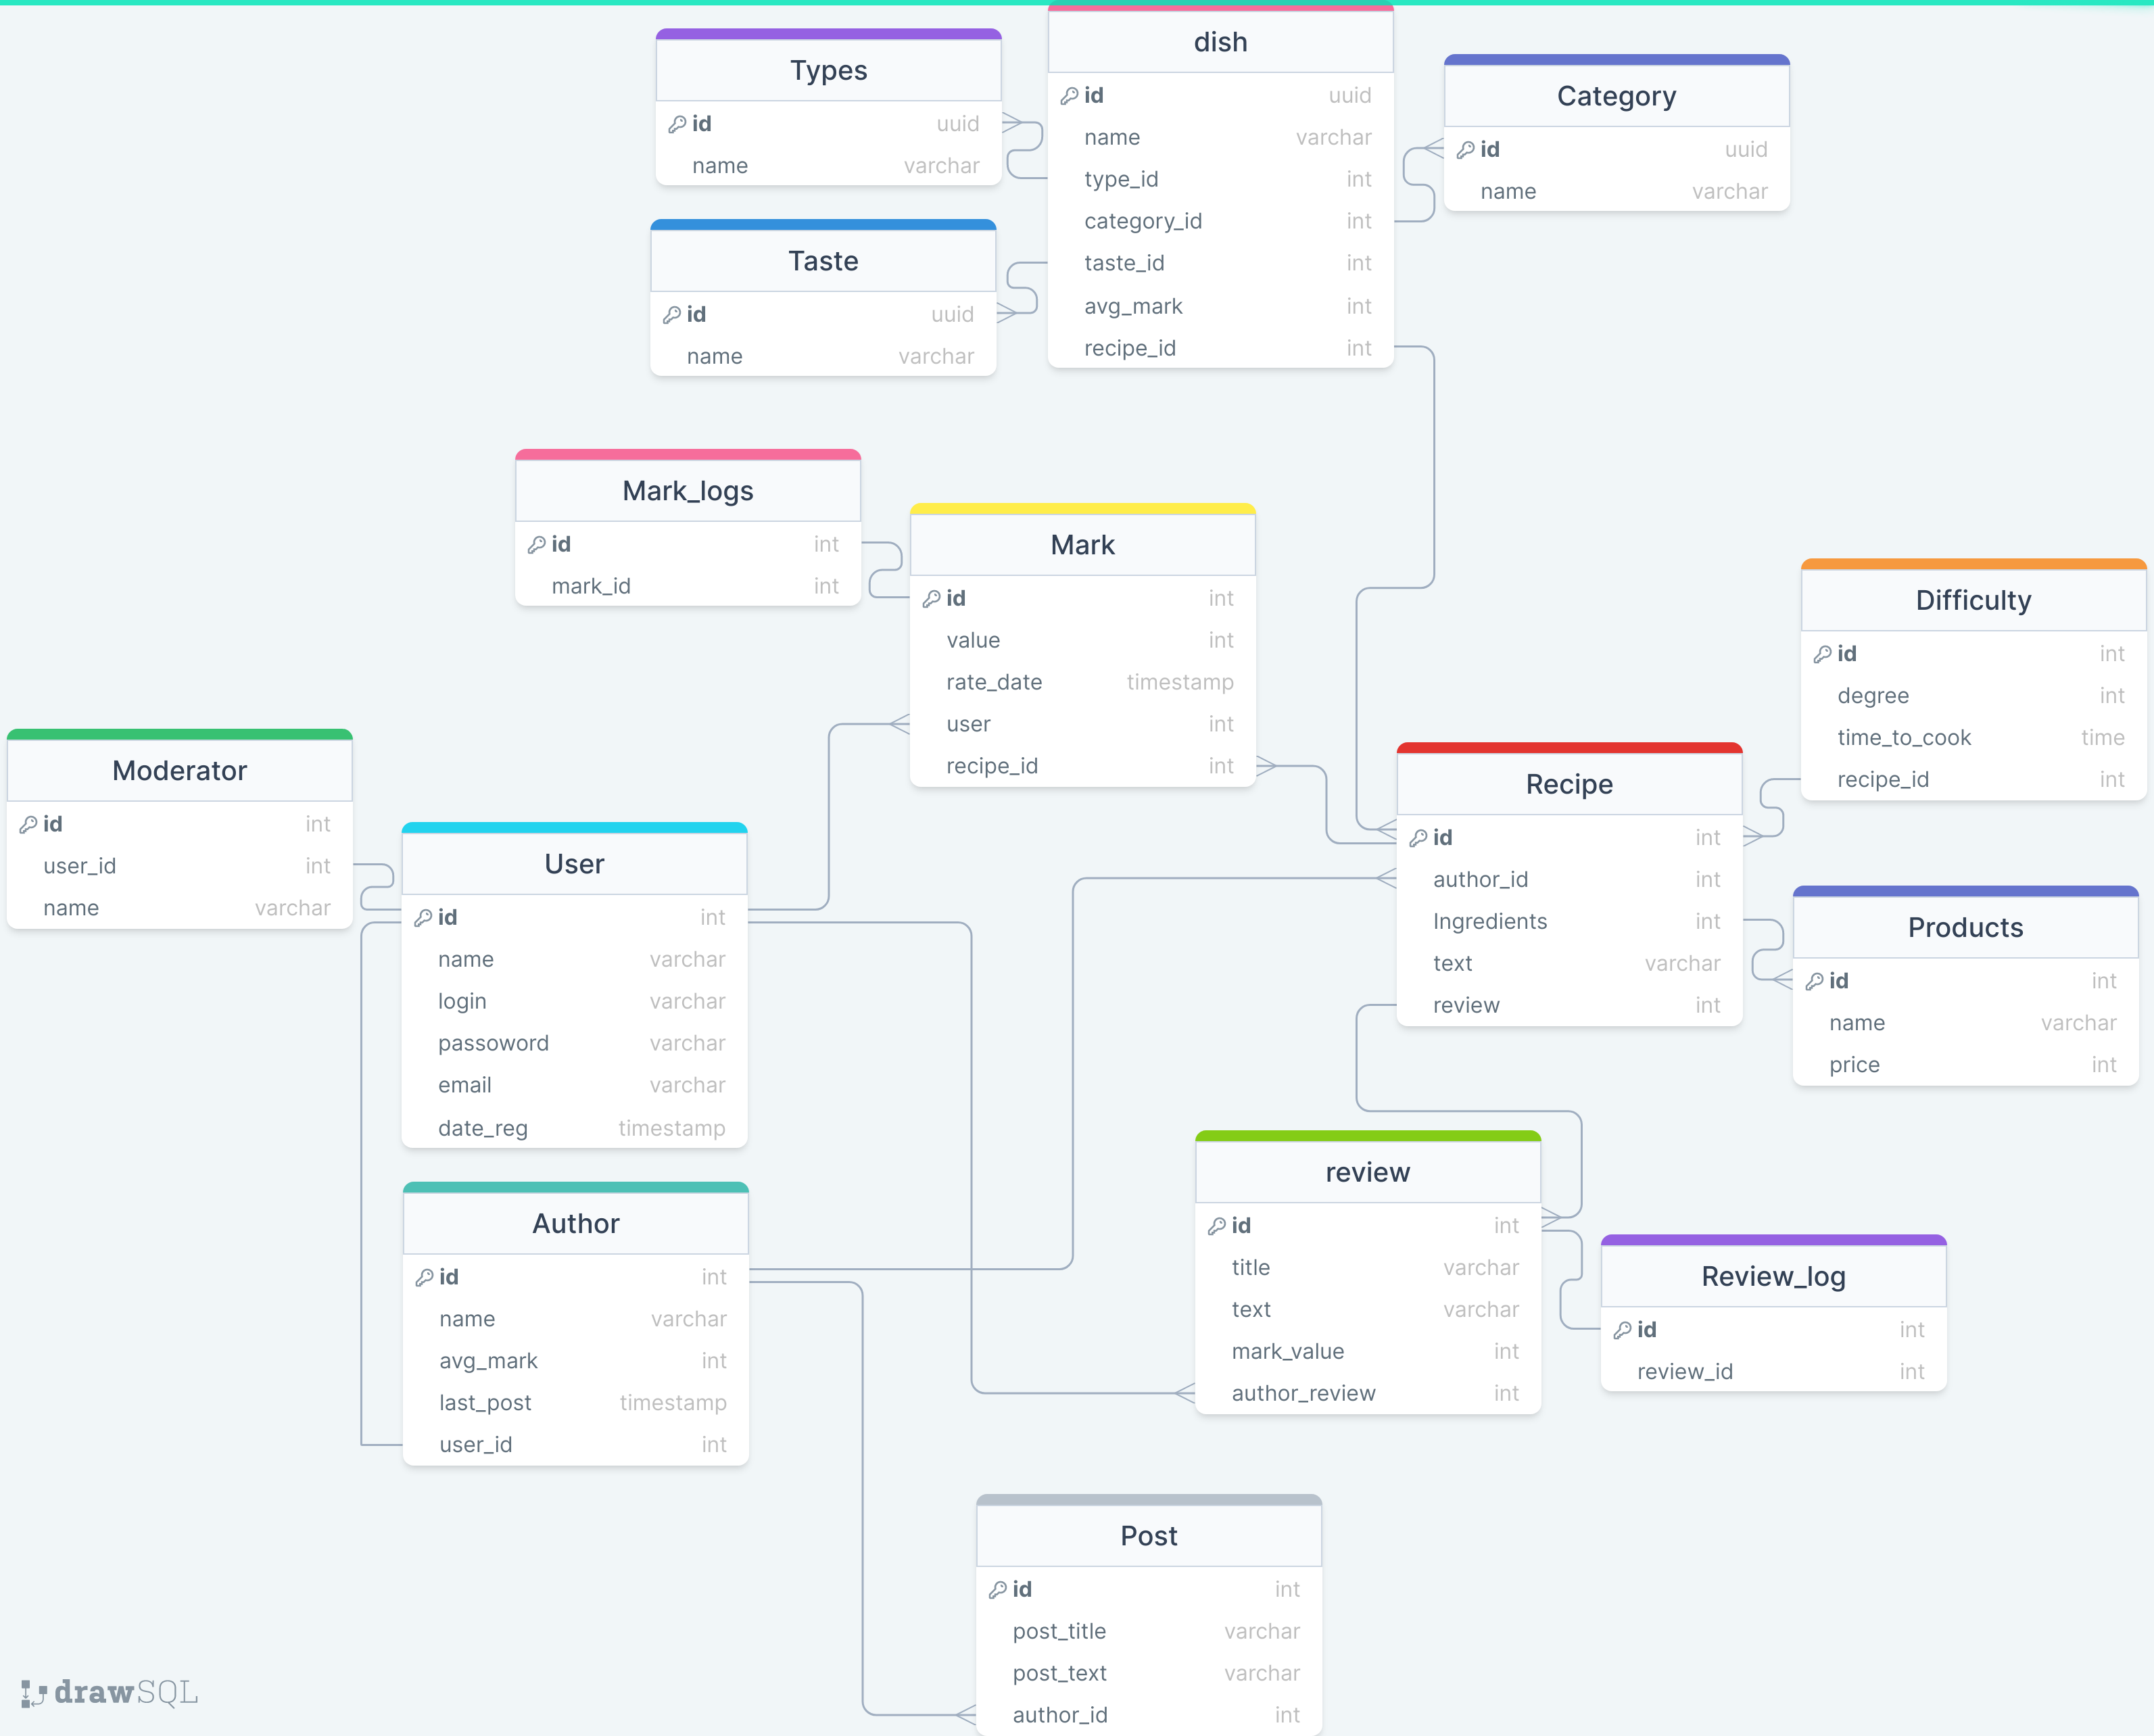 Types
id uuid
name varchar
dish
id uuid
name varchar
type_id int
category_id int
taste_id int
avg_mark int
recipe_id int
Category
id uuid
name varchar
Taste
id uuid
name varchar
Mark_logs
id int
mark_id int
Mark
id int
value int
rate_date timestamp
user int
recipe_id int
Difficulty
id int
degree int
time_to_cook time
recipe_id int
Moderator
id int
user_id int
name varchar
User
id int
name varchar
login varchar
passoword varchar
email varchar
date_reg timestamp
Recipe
id int
author_id int
Ingredients int
text varchar
review int
Products
id int
name varchar
price int
Author
id int
name varchar
avg_mark int
last_post timestamp
user_id int
review
id int
title varchar
text varchar
mark_value int
author_review int
Review_log
id int
review_id int
Post
id int
post_title varchar
post_text varchar
author_id int
drawSQL